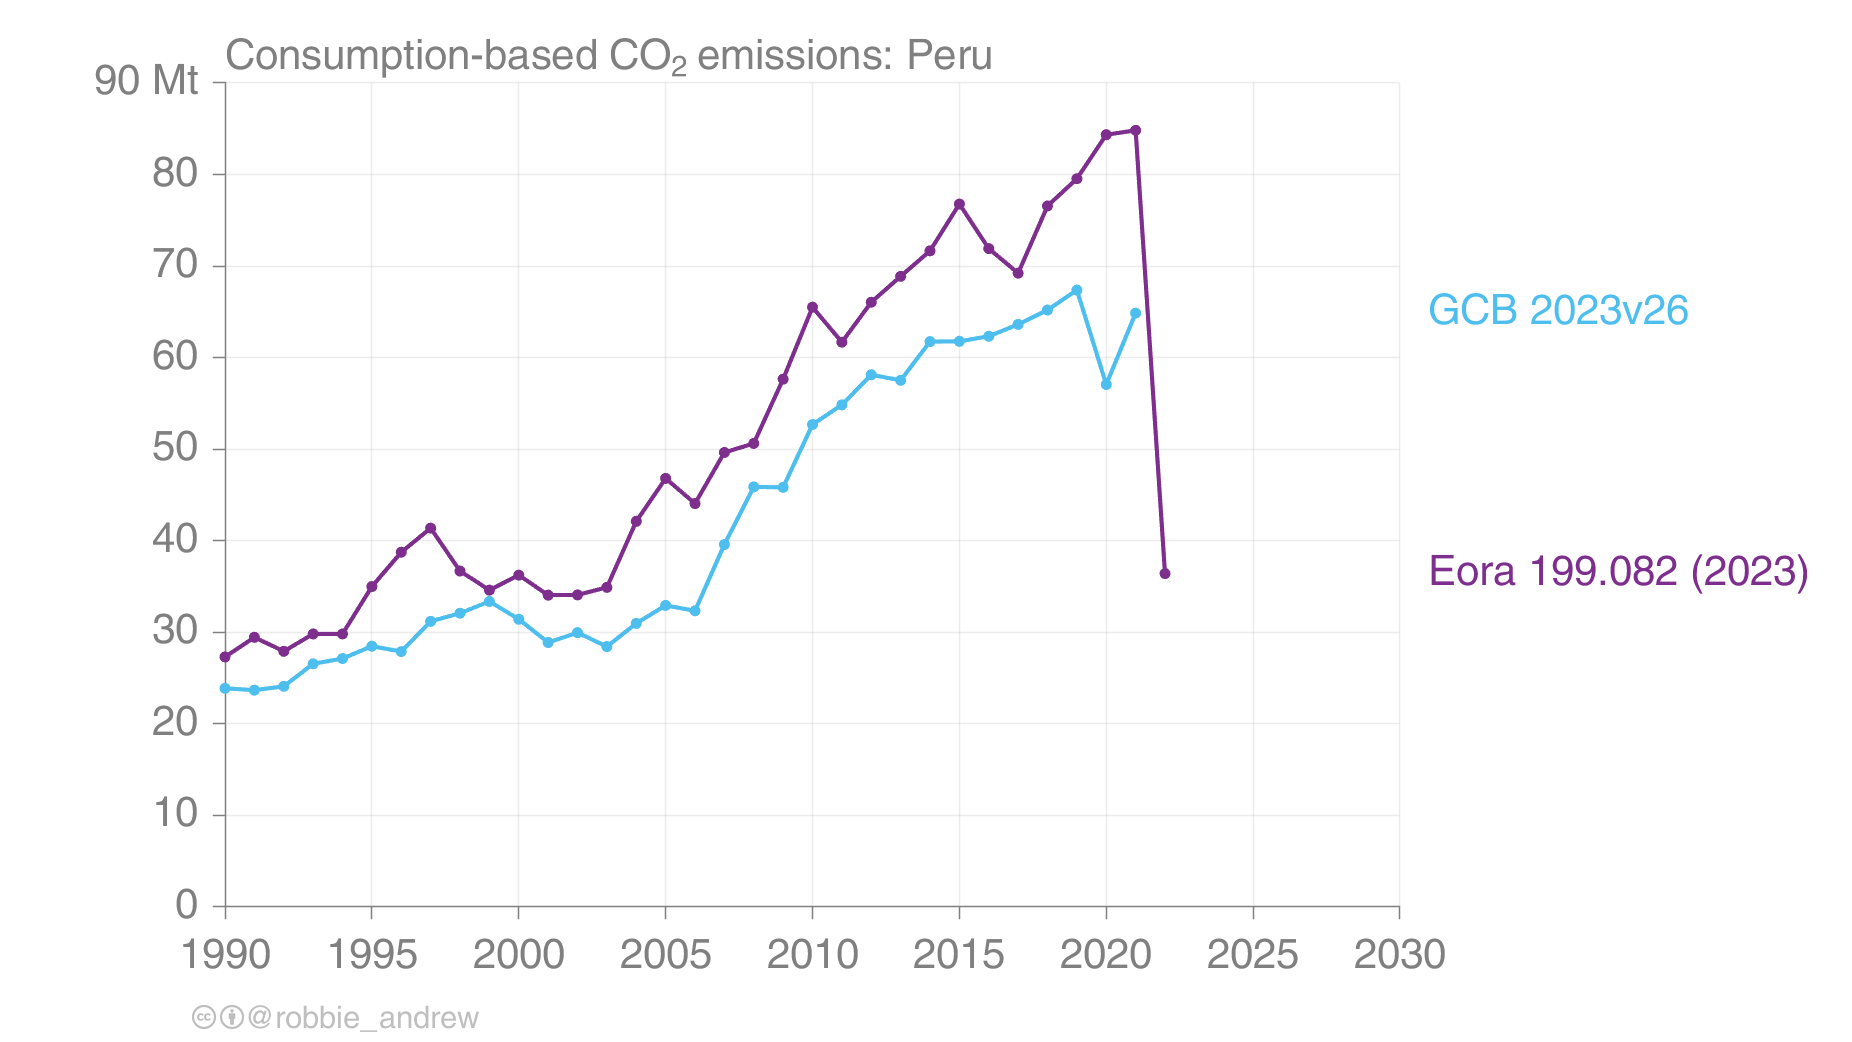 Consumption-based CO₂ emissions: Peru
90 Mt
80
70
60
50
40
30
20
10
0
1990 1995 2000 2005 2010 2015 2020 2025 2030
GCB 2023v26
Eora 199.082 (2023)
@robbie_andrew